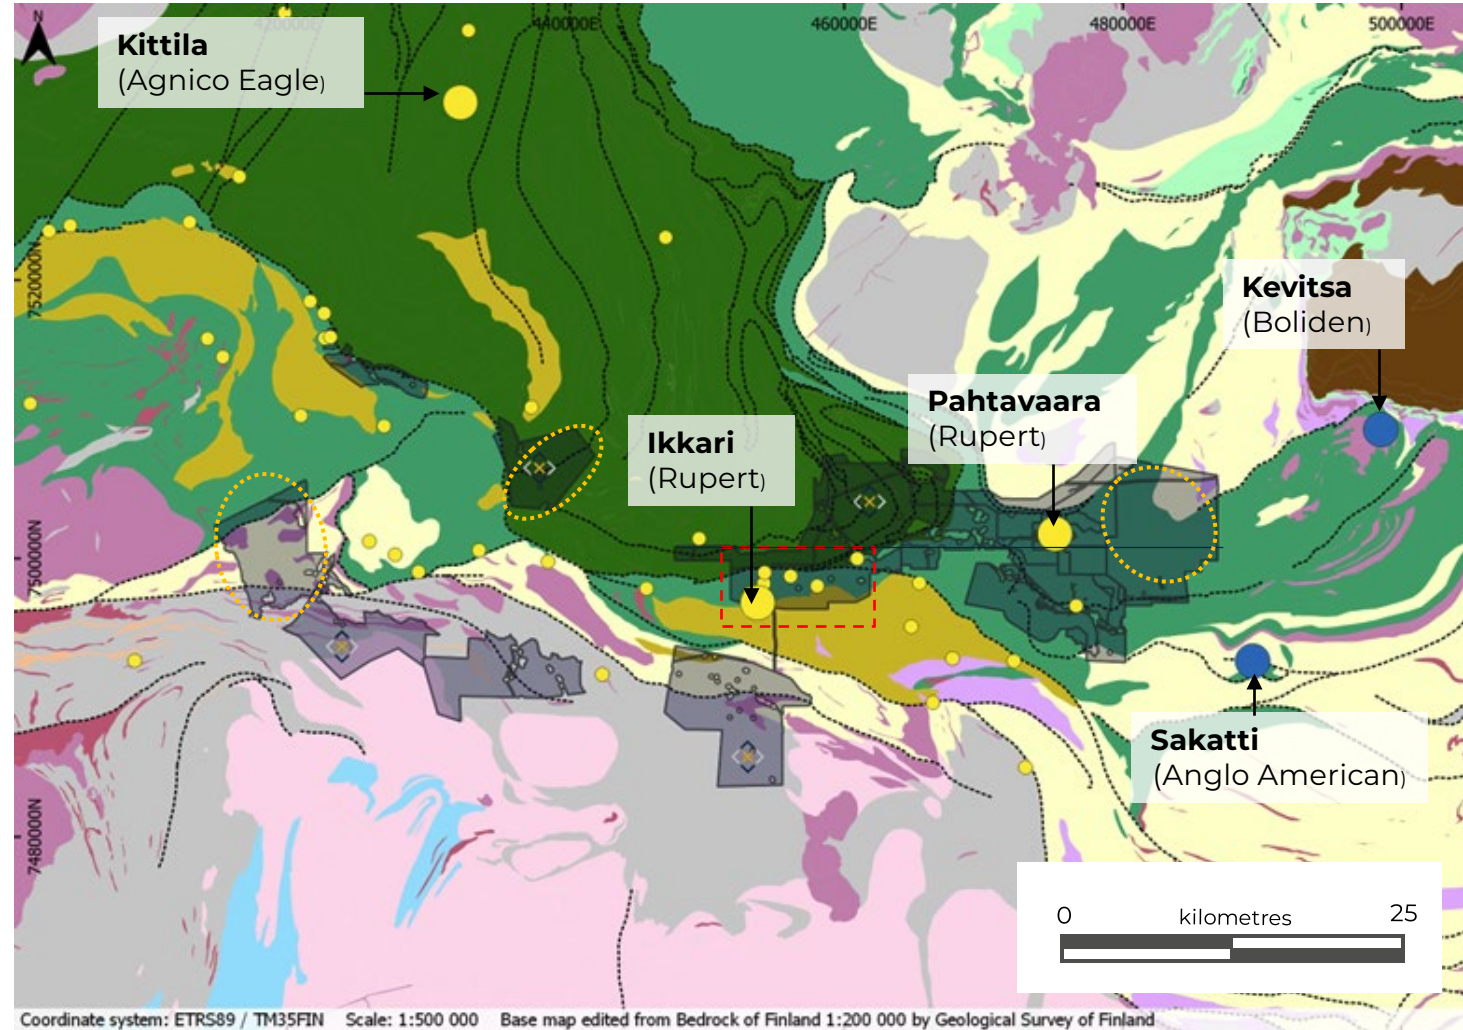 N
420000E
440000E
460000E
480000E
500000E
Kittila
(Agnico Eagle)
7520000N
Kevitsa
(Boliden)
Pahtavaara
(Rupert)
Ikkari
(Rupert)
7500000N
Sakatti
(Anglo American)
7480000N
0 kilometres 25
Coordinate system: ETRS89 / TM35FIN Scale: 1:500 000 Base map edited from Bedrock of Finland 1:200 000 by Geological Survey of Finland